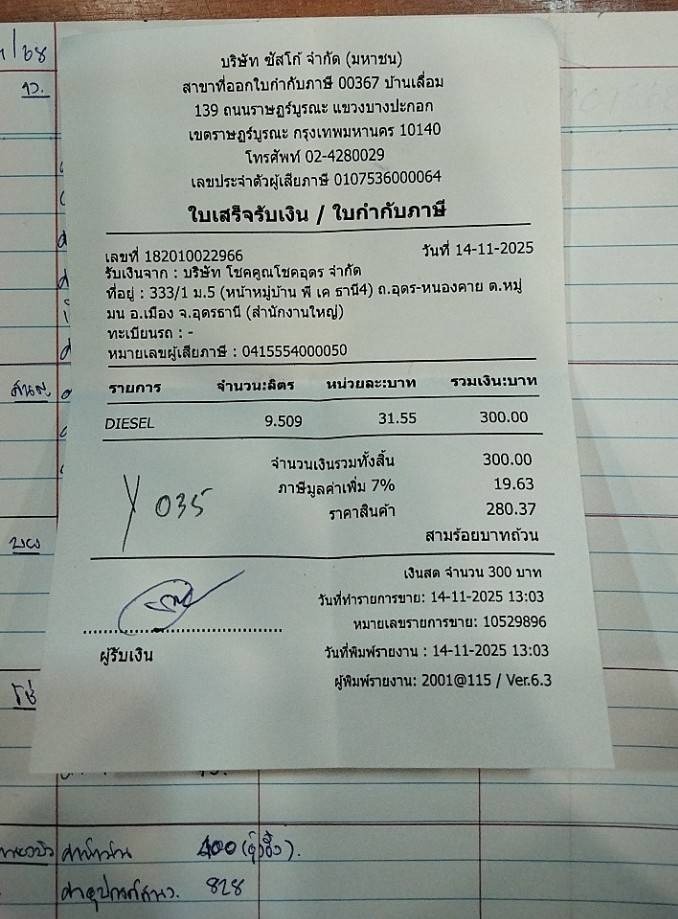 บริษัท ซัสโก้ จำกัด (มหาชน)
สาขาที่ออกใบกำกับภาษี 00367 ป่านเลื่อม
139 ถนนราษฎร์บูรณะ แขวงบางปะกอก
เขตราษฎร์บูรณะ กรุงเทพมหานคร 10140
โทรศัพท์ 02-4280029
เลขประจำตัวผู้เสียภาษี 0107536000064
ใบเสร็จรับเงิน / ใบกำกับภาษี
เลขที่ 182010022966 วันที่ 14-11-2025
รับเงินจาก : บริษัท โชคคูณโชคอุดร จำกัด
ที่อยู่ : 333/1 ม.5 (หน้าหมู่บ้าน พี เค ธานี4) ถ.อุดร-หนองคาย ต.หมู่
มน อ.เมือง จ.อุดรธานี (สำนักงานใหญ่)
ทะเบียนรถ : -
หมายเลขผู้เสียภาษี : 0415554000050
รายการ จำนวน:ลิตร หน่วยละ:บาท รวมเงิน:บาท
DIESEL 9.509 31.55 300.00
จำนวนเงินรวมทั้งสิ้น 300.00
ภาษีมูลค่าเพิ่ม 7% 19.63
ราคาสินค้า 280.37
035
สามร้อยบาทถ้วน
เงินสด จำนวน 300 บาท
วันที่ทำรายการขาย: 14-11-2025 13:03
หมายเลขรายการขาย: 10529896
วันที่พิมพ์รายงาน : 14-11-2025 13:03
ผู้รับเงิน
ผู้พิมพ์รายงาน: 2001@115 / Ver.6.3
ค่าน้ำมัน 400
828